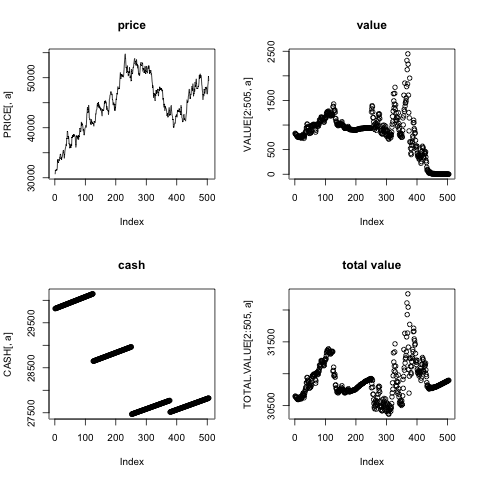 price
PRICE[, a]
30000 40000 50000
0 100 200 300 400 500
Index
value
VALUE[2:505, a]
0 500 1500 2500
0 100 200 300 400 500
Index
cash
CASH[, a]
27500 28500 29500
0 100 200 300 400 500
Index
total value
TOTAL.VALUE[2:505, a]
30500 31500
0 100 200 300 400 500
Index